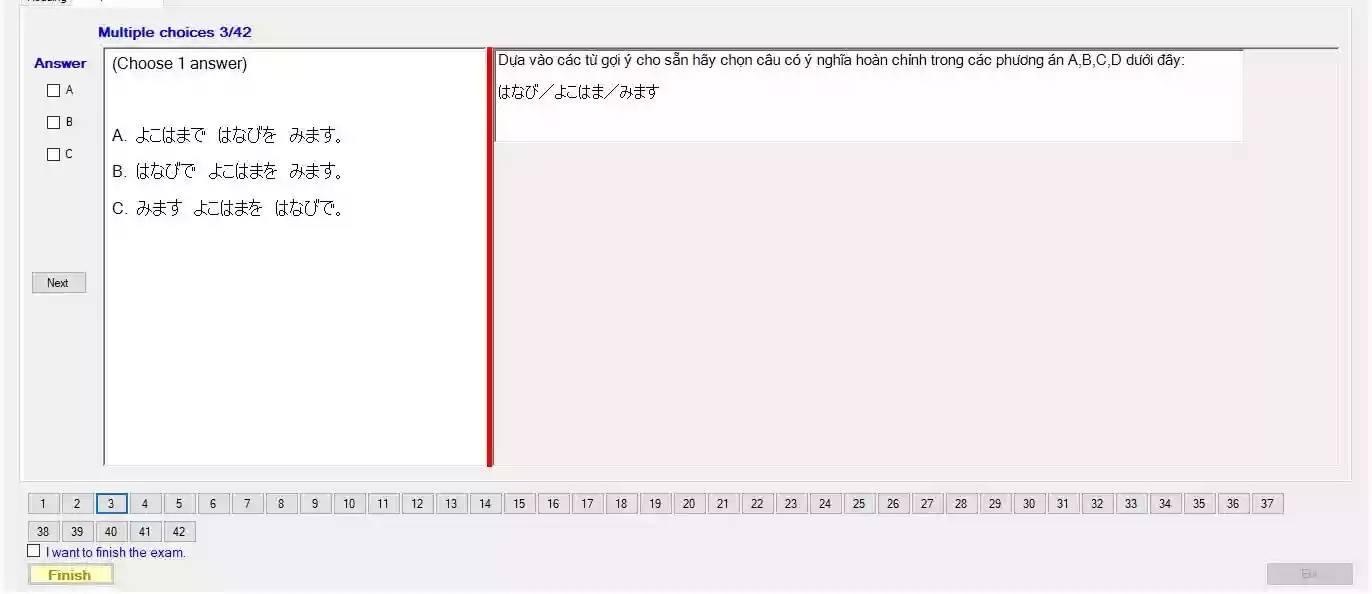 Multiple choices 3/42
Answer
(Choose 1 answer)
A
B
C
A. よこはまで はなびを みます。
B. はなびで よこはまを みます。
C. みます よこはまを はなびで。
Next
Dựa vào các từ gợi ý cho sẵn hãy chọn câu có ý nghĩa hoàn chỉnh trong các phương án A,B,C,D dưới đây:
はなび／よこはま／みます
1 2 3 4 5 6 7 8 9 10 11 12 13 14 15 16 17 18 19 20 21 22 23 24 25 26 27 28 29 30 31 32 33 34 35 36 37
38 39 40 41 42
I want to finish the exam.
Finish